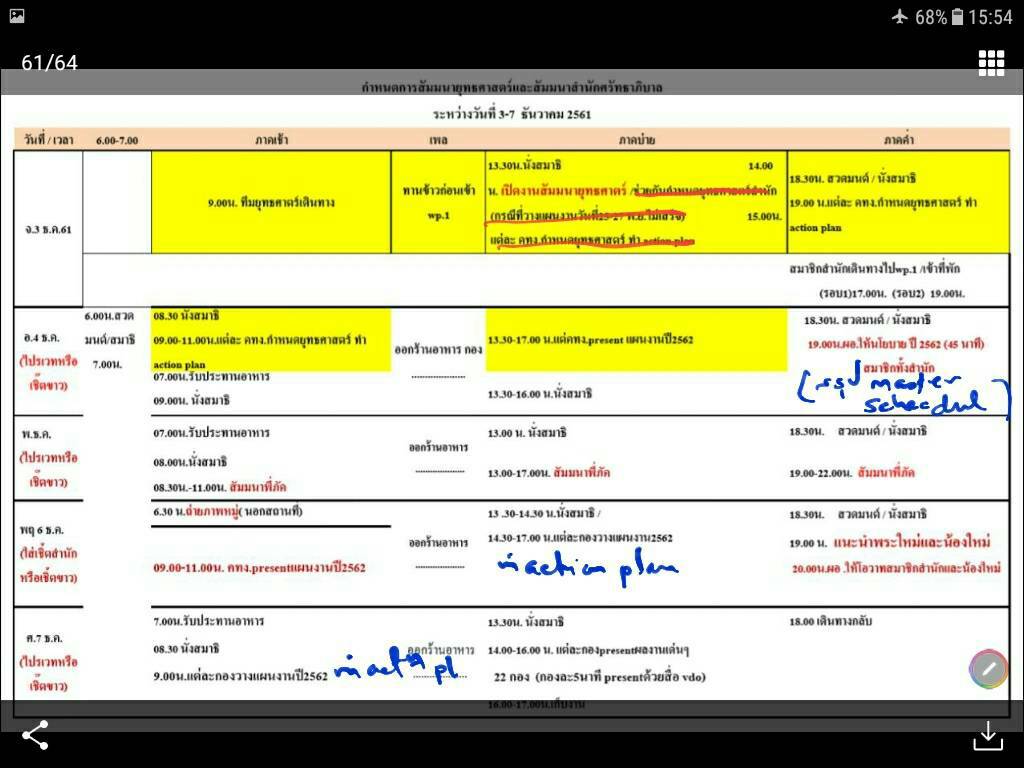 68% 15:54
61/64
กำหนดการสัมมนายุทธศาสตร์และสัมมนาสำนักศรัทธาภิบาล
ระหว่างวันที่ 3-7 ธันวาคม 2561
วันที่ / เวลา 6.00-7.00 ภาคเช้า เพล ภาคบ่าย ภาคค่ำ
จ.3 ธ.ค.61
9.00น. ทีมยุทธศาตร์เดินทาง
ทานข้าวก่อนเข้า
wp.1
13.30น.นั่งสมาธิ 14.00
น. เปิดงานสัมมนายุทธศาตร์ /ช่วยกันกำหนดยุทธศาสตร์สำนัก
(กรณีที่วางแผนงานวันที่25-27 พ.ย.ไม่เสร็จ) 15.00น.
แต่ละ คทง.กำหนดยุทธศาสตร์ ทำ action plan
18.30น. สวดมนต์ / นั่งสมาธิ
19.00 น.แต่ละ คทง.กำหนดยุทธศาสตร์ ทำ
action plan
สมาชิกสำนักเดินทางไปwp.1 /เข้าที่พัก
(รอบ1)17.00น. (รอบ2) 19.00น.
อ.4 ธ.ค.
(โปรเวทหรือ
เชิ้ตขาว)
6.00น.สวด
มนต์/สมาธิ
7.00น.
08.30 นั่งสมาธิ
09.00-11.00น.แต่ละ คทง.กำหนดยุทธศาสตร์ ทำ
action plan
07.00น.รับประทานอาหาร
09.00น. นั่งสมาธิ
ออกร้านอาหาร กอง
13.30-17.00 น.แต่คทง.present แผนงานปี2562
13.30-16.00 น.นั่งสมาธิ
18.30น. สวดมนต์ / นั่งสมาธิ
19.00น.ผอ.ให้นโยบาย ปี 2562 (45 นาที)
สมาชิกทั้งสำนัก
(สรุป master
schecdul)
พ.ธ.ค.
(โปรเวทหรือ
เชิ๊ตขาว)
07.00น.รับประทานอาหาร
08.00น.นั่งสมาธิ
08.30น.-11.00น. สัมมนาพี่ภัค
ออกร้านอาหาร
13.00 น. นั่งสมาธิ
13.00-17.00น. สัมมนาพี่ภัค
18.30น. สวดมนต์ / นั่งสมาธิ
19.00-22.00น. สัมมนาพี่ภัค
พฤ 6 ธ.ค.
(ใส่เชิ้ตสำนัก
หรือเชิ้ตขาว)
6.30 น.ถ่ายภาพหมู่( นอกสถานที่)
09.00-11.00น. คทง.presentแผนงานปี2562
ออกร้านอาหาร
13 .30-14.30 น.นั่งสมาธิ /
14.30-17.00 น.แต่ละกองวางแผนงาน2562
ทำ action plan
18.30น. สวดมนต์ / นั่งสมาธิ
19.00 น. แนะนำพระใหม่และน้องใหม่
20.00น.ผอ .ให้โอวาทสมาชิกสำนักและน้องใหม่
ศ.7 ธ.ค.
(โปรเวทหรือ
เชิ้ตขาว)
7.00น.รับประทานอาหาร
08.30 นั่งสมาธิ
9.00น.แต่ละกองวางแผนงานปี2562
ออกร้านอาหาร
13.30น. นั่งสมาธิ
14.00-16.00 น. แต่ละกองpresentผลงานเด่นๆ
22 กอง (กองละ5นาที presentด้วยสื่อ vdo)
16.00-17.00น.เก็บงาน
18.00 เดินทางกลับ